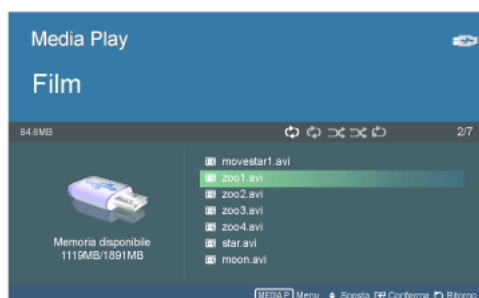 Media Play
Film
64.8MB 2/7
movestar1.avi
zoo1.avi
zoo2.avi
zoo3.avi
zoo4.avi
star.avi
moon.avi
Memoria disponibile
1119MB/1891MB
MEDIA.P Menu Sposta Conferma Ritorno